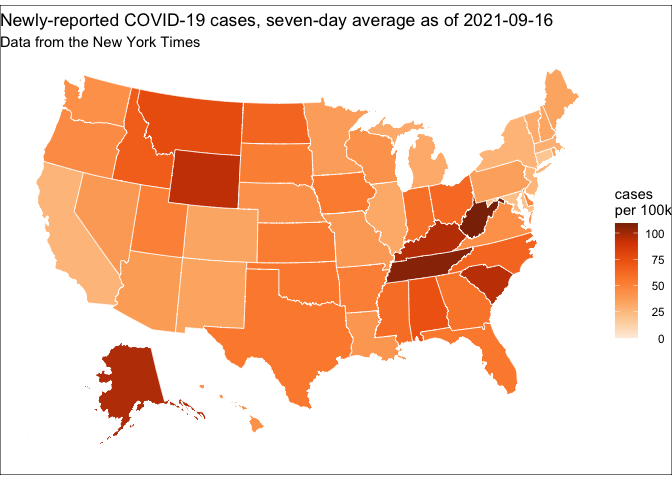 Newly-reported COVID-19 cases, seven-day average as of 2021-09-16
Data from the New York Times
cases
per 100k
100
75
50
25
0